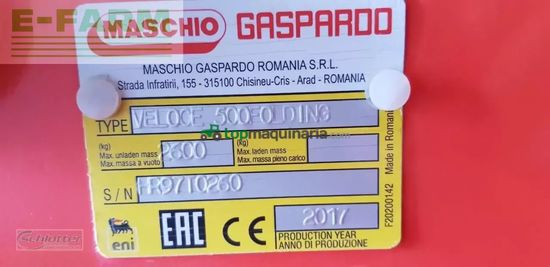 E-FARM
MASCHIO GASPARDO
MASCHIO GASPARDO ROMANIA S.R.L.
Strada Infratirii, 155 - 315100 Chisineu-Cris - Arad - ROMANIA
TYPE VELOCE 500FOLDING
topmaquinaria.com
(kg) Max. unladen mass Max. massa a vuoto 2600 (kg) Max. laden mass Max. massa pieno carico
S/N HR9710260
eni EAC CE 2017
PRODUCTION YEAR
ANNO DI PRODUZIONE
F20200142 Made in Romania
Schlüter